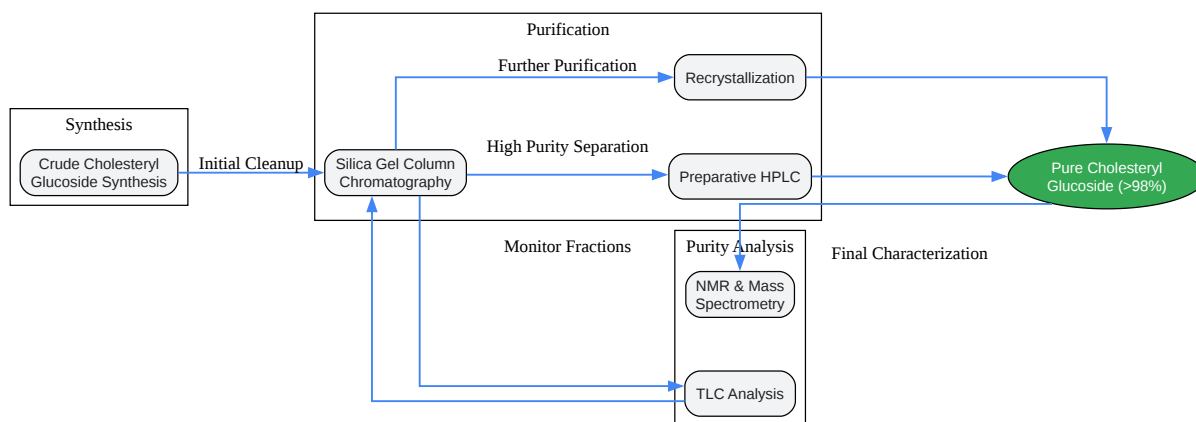 Purification
Further Purification
Recrystallization
Synthesis
Crude Cholesteryl
Glucoside Synthesis
Initial Cleanup
Silica Gel Column
Chromatography
High Purity Separation
Preparative HPLC
Pure Cholesteryl
Glucoside (>98%)
Monitor Fractions
Purity Analysis
Final Characterization
NMR & Mass
Spectrometry
TLC Analysis